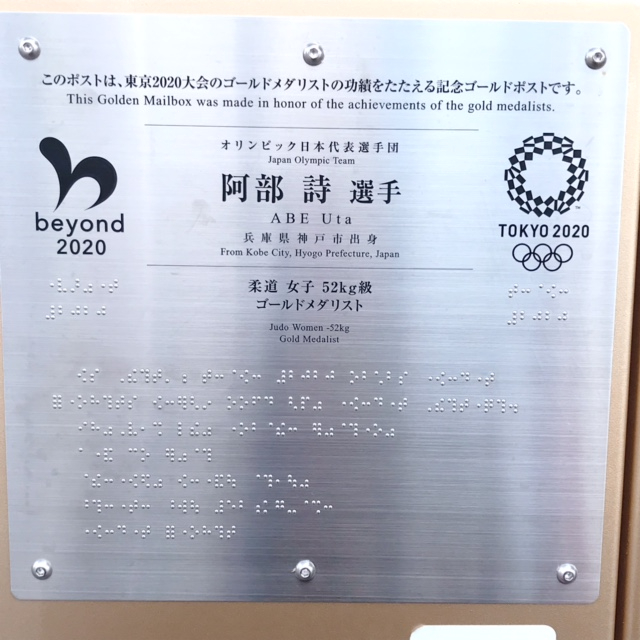 このポストは、東京2020大会のゴールドメダリストの功績をたたえる記念ゴールドポストです。
This Golden Mailbox was made in honor of the achievements of the gold medalists.
オリンピック日本代表選手団
Japan Olympic Team
阿部 詩 選手
ABE Uta
兵庫県神戸市出身
From Kobe City, Hyogo Prefecture, Japan
柔道 女子 52kg級
ゴールドメダリスト
Judo Women -52kg
Gold Medalist
beyond
2020
TOKYO 2020